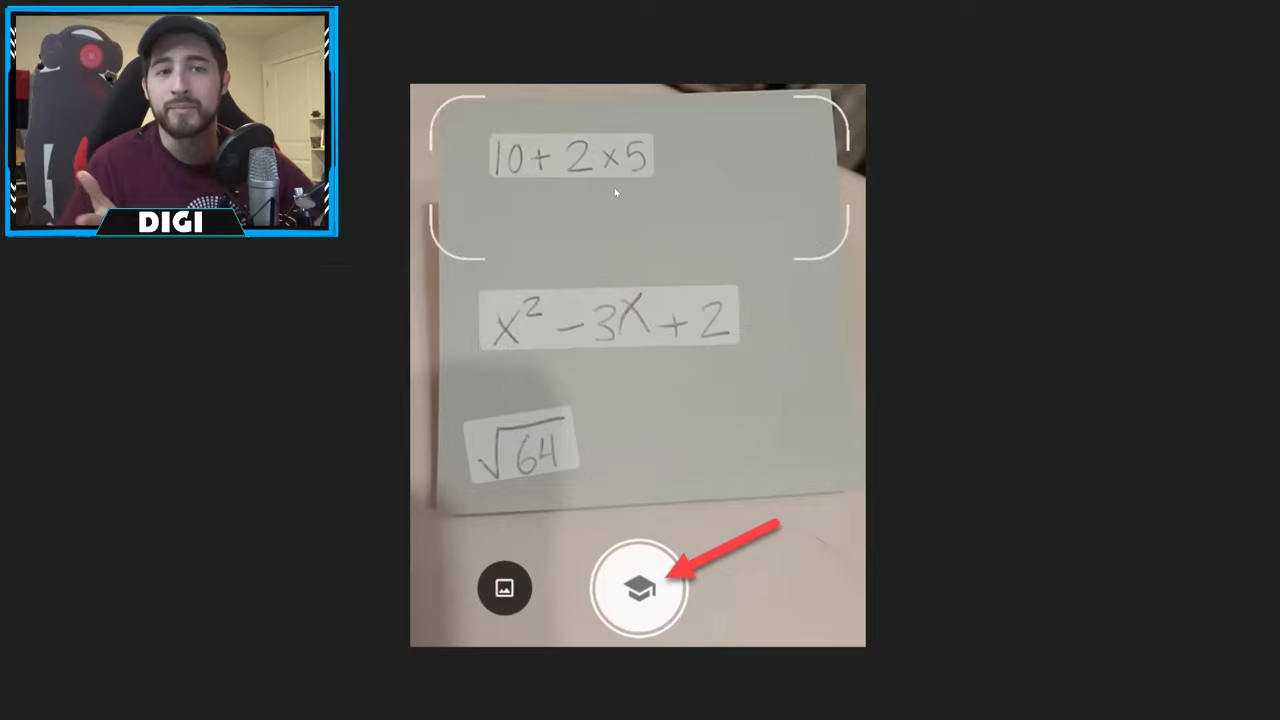 DIGI
10 + 2 × 5
x² - 3x + 2
√64